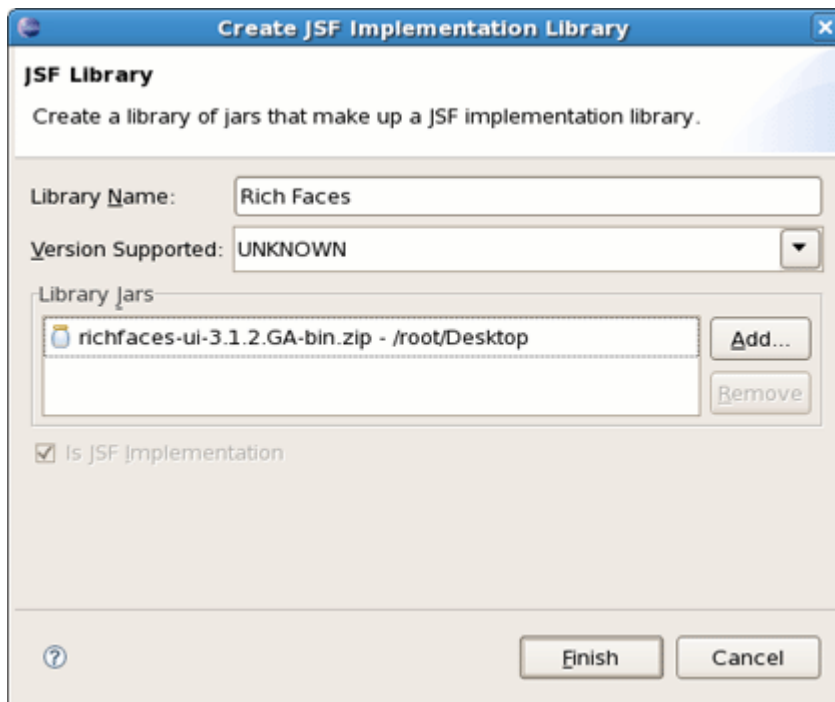 Create JSF Implementation Library
JSF Library
Create a library of jars that make up a JSF implementation library.
Library Name: Rich Faces
Version Supported: UNKNOWN
Library Jars
richfaces-ui-3.1.2.GA-bin.zip - /root/Desktop
Add...
Remove
Is JSF Implementation
Finish Cancel